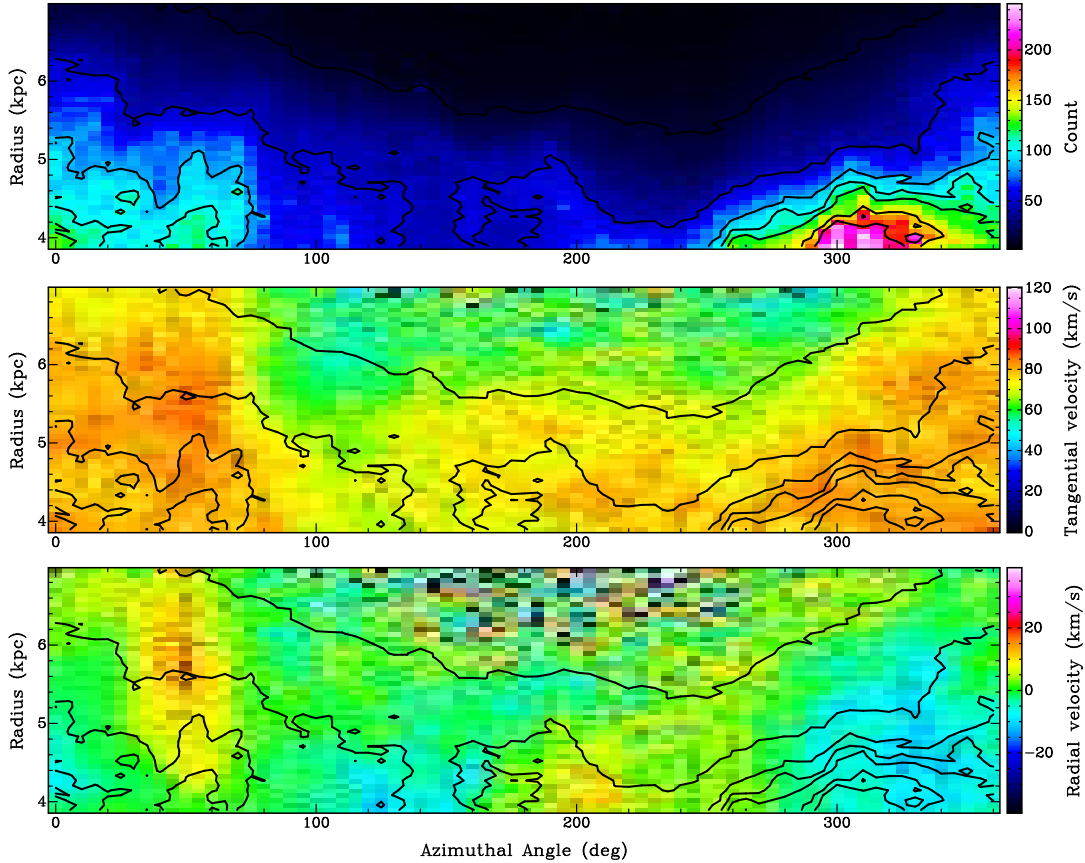 200
150
100
50
Count
6
5
4
Radius (kpc)
0 100 200 300
120
100
80
60
40
20
0
Tangential velocity (km/s)
6
5
4
Radius (kpc)
0 100 200 300
20
0
−20
Radial velocity (km/s)
6
5
4
Radius (kpc)
0 100 200 300
Azimuthal Angle (deg)